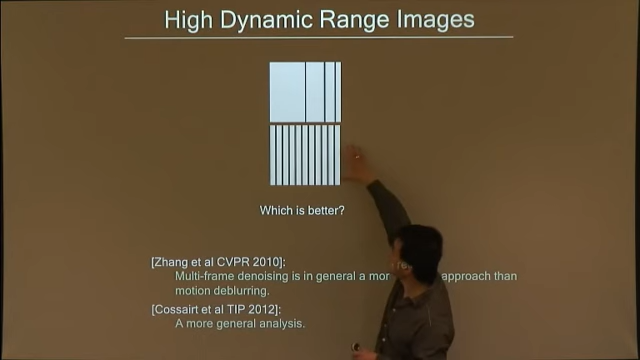 High Dynamic Range Images
Which is better?
[Zhang et al CVPR 2010]:
Multi-frame denoising is in general a approach than
motion deblurring.
[Cossairt et al TIP 2012]:
A more general analysis.